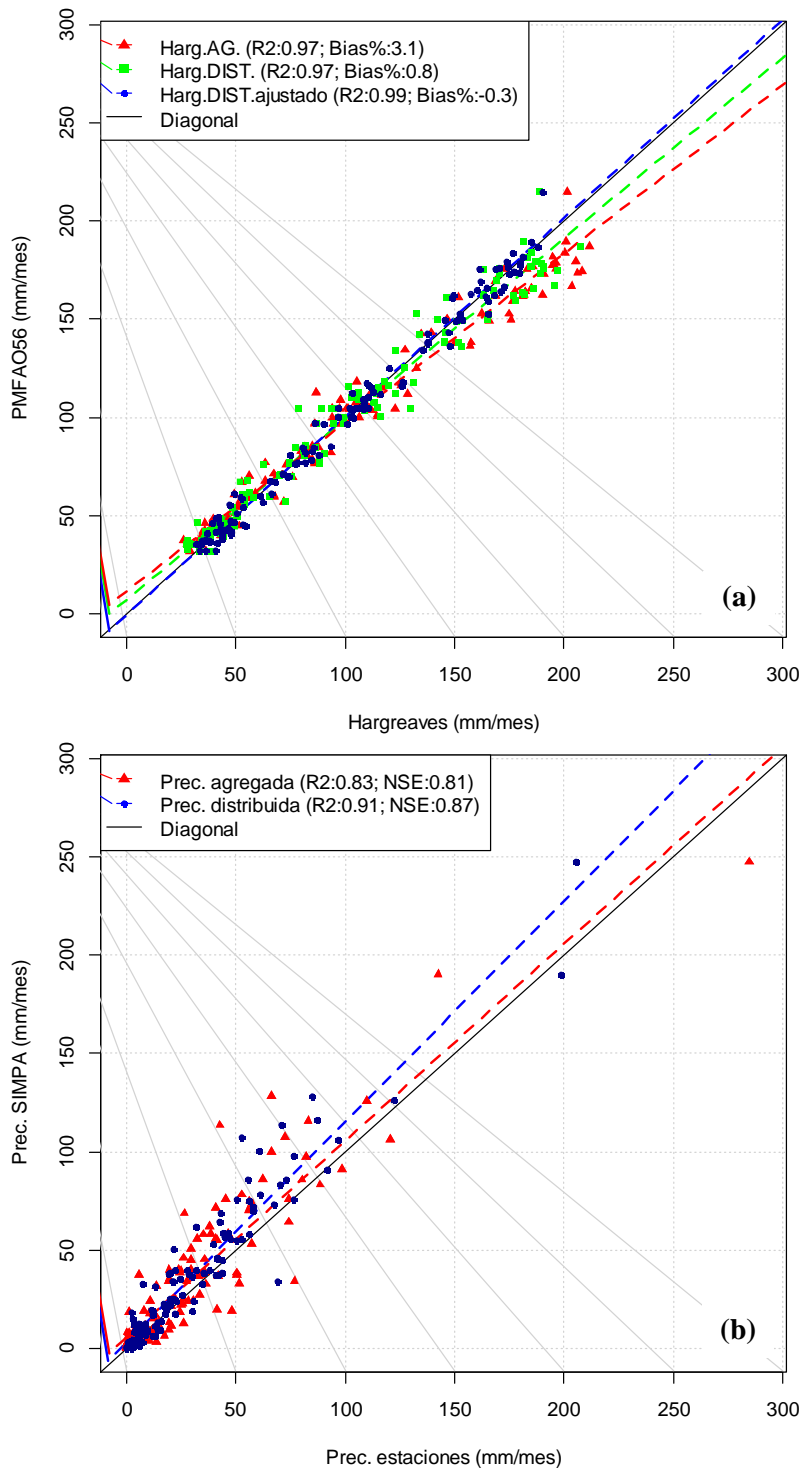 Harg.AG. (R2:0.97; Bias%:3.1)
Harg.DIST. (R2:0.97; Bias%:0.8)
Harg.DIST.ajustado (R2:0.99; Bias%:-0.3)
Diagonal
300
250
200
150
100
50
0
PMFAO56 (mm/mes)
(a)
0 50 100 150 200 250 300
Hargreaves (mm/mes)
Prec. agregada (R2:0.83; NSE:0.81)
Prec. distribuida (R2:0.91; NSE:0.87)
Diagonal
300
250
200
150
100
50
0
Prec. SIMPA (mm/mes)
(b)
0 50 100 150 200 250 300
Prec. estaciones (mm/mes)